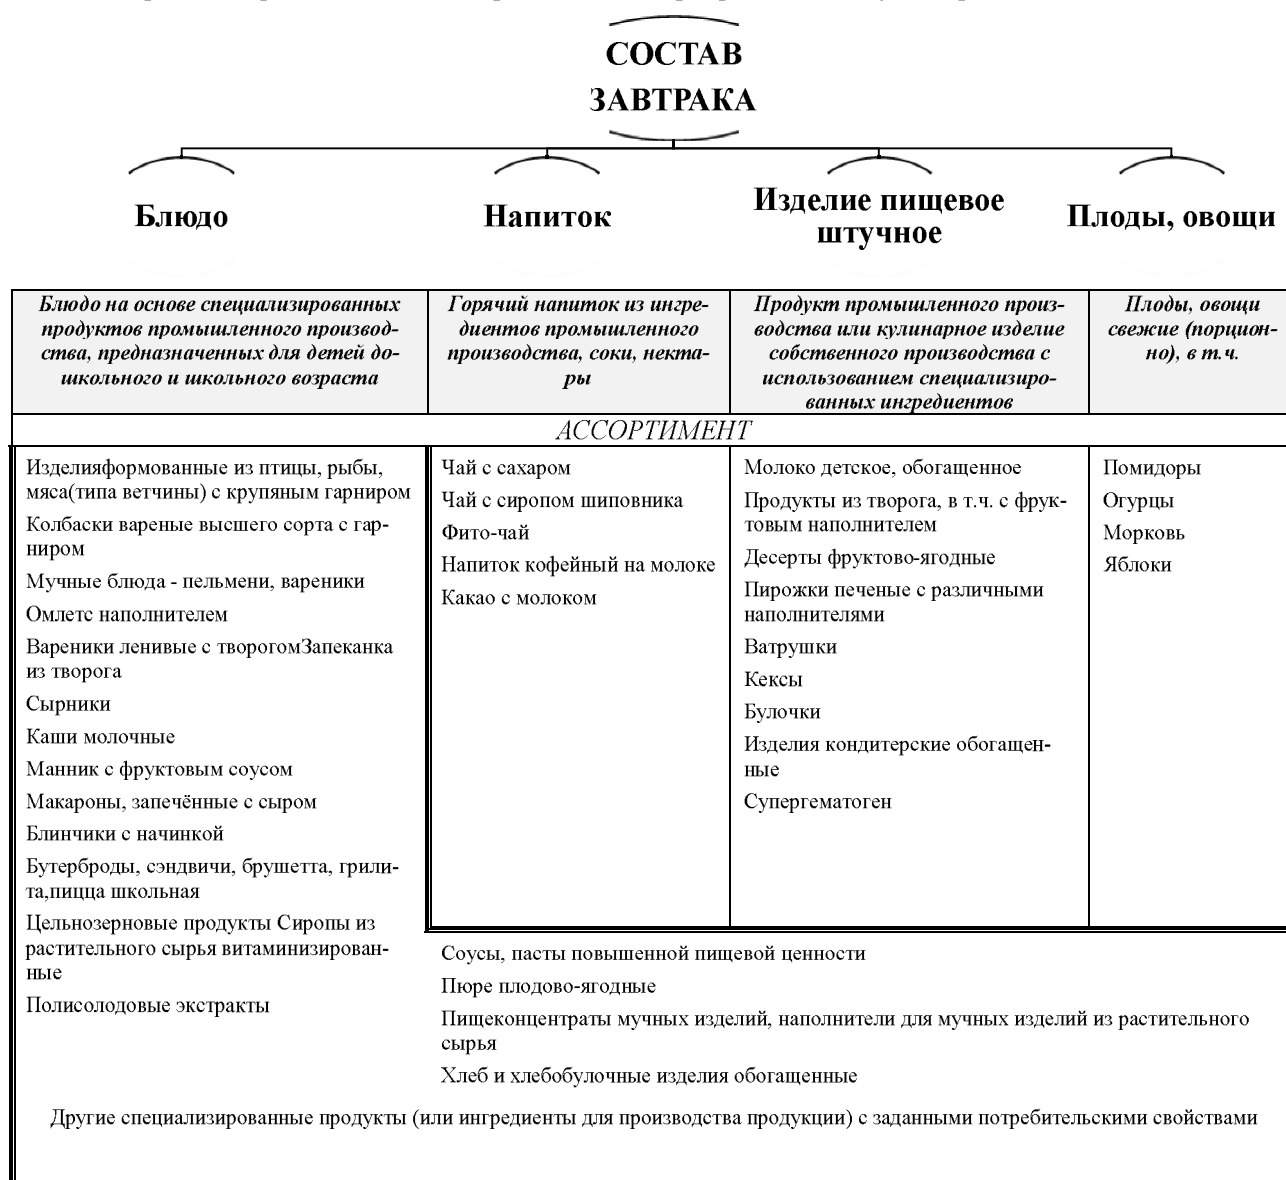 СОСТАВ
ЗАВТРАКА
Блюдо
Напиток
Изделие пищевое
штучное
Плоды, овощи
Блюдо на основе специализированных
продуктов промышленного производ-
ства, предназначенных для детей до-
школьного и школьного возраста
Горячий напиток из ингре-
диентов промышленного
производства, соки, некта-
ры
Продукт промышленного произ-
водства или кулинарное изделие
собственного производства с
использованием специализиро-
ванных ингредиентов
Плоды, овощи
свежие (порцион-
но), в т.ч.
АССОРТИМЕНТ
Изделияформованные из птицы, рыбы,
мяса(типа ветчины) с крупяным гарниром
Колбаски вареные высшего сорта с гар-
ниром
Мучные блюда - пельмени, вареники
Омлетс наполнителем
Вареники ленивые с творогомЗапеканка
из творога
Сырники
Каши молочные
Манник с фруктовым соусом
Макароны, запечённые с сыром
Блинчики с начинкой
Бутерброды, сэндвичи, брушетта, грили-
та,пицца школьная
Цельнозерновые продукты Сиропы из
растительного сырья витаминизирован-
ные
Полисолодовые экстракты
Чай с сахаром
Чай с сиропом шиповника
Фито-чай
Напиток кофейный на молоке
Какао с молоком
Молоко детское, обогащенное
Продукты из творога, в т.ч. с фрук-
товым наполнителем
Десерты фруктово-ягодные
Пирожки печеные с различными
наполнителями
Ватрушки
Кексы
Булочки
Изделия кондитерские обогащен-
ные
Супергематоген
Помидоры
Огурцы
Морковь
Яблоки
Соусы, пасты повышенной пищевой ценности
Пюре плодово-ягодные
Пищеконцентраты мучных изделий, наполнители для мучных изделий из растительного
сырья
Хлеб и хлебобулочные изделия обогащенные
Другие специализированные продукты (или ингредиенты для производства продукции) с заданными потребительскими свойствами